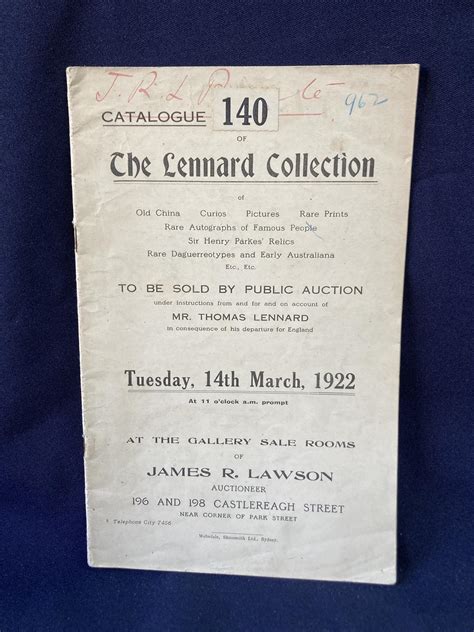 J. R. L
962
CATALOGUE 140
OF
The Lennard Collection
of
Old China Curios Pictures Rare Prints
Rare Autographs of Famous People
Sir Henry Parkes' Relics
Rare Daguerreotypes and Early Australiana
Etc., Etc.
TO BE SOLD BY PUBLIC AUCTION
under instructions from and for and on account of
MR. THOMAS LENNARD
in consequence of his departure for England
Tuesday, 14th March, 1922
At 11 o'clock a.m. prompt
AT THE GALLERY SALE ROOMS
OF
JAMES R. LAWSON
AUCTIONEER
196 AND 198 CASTLEREAGH STREET
NEAR CORNER OF PARK STREET
Telephone City 7466
Ltd., Sydney.